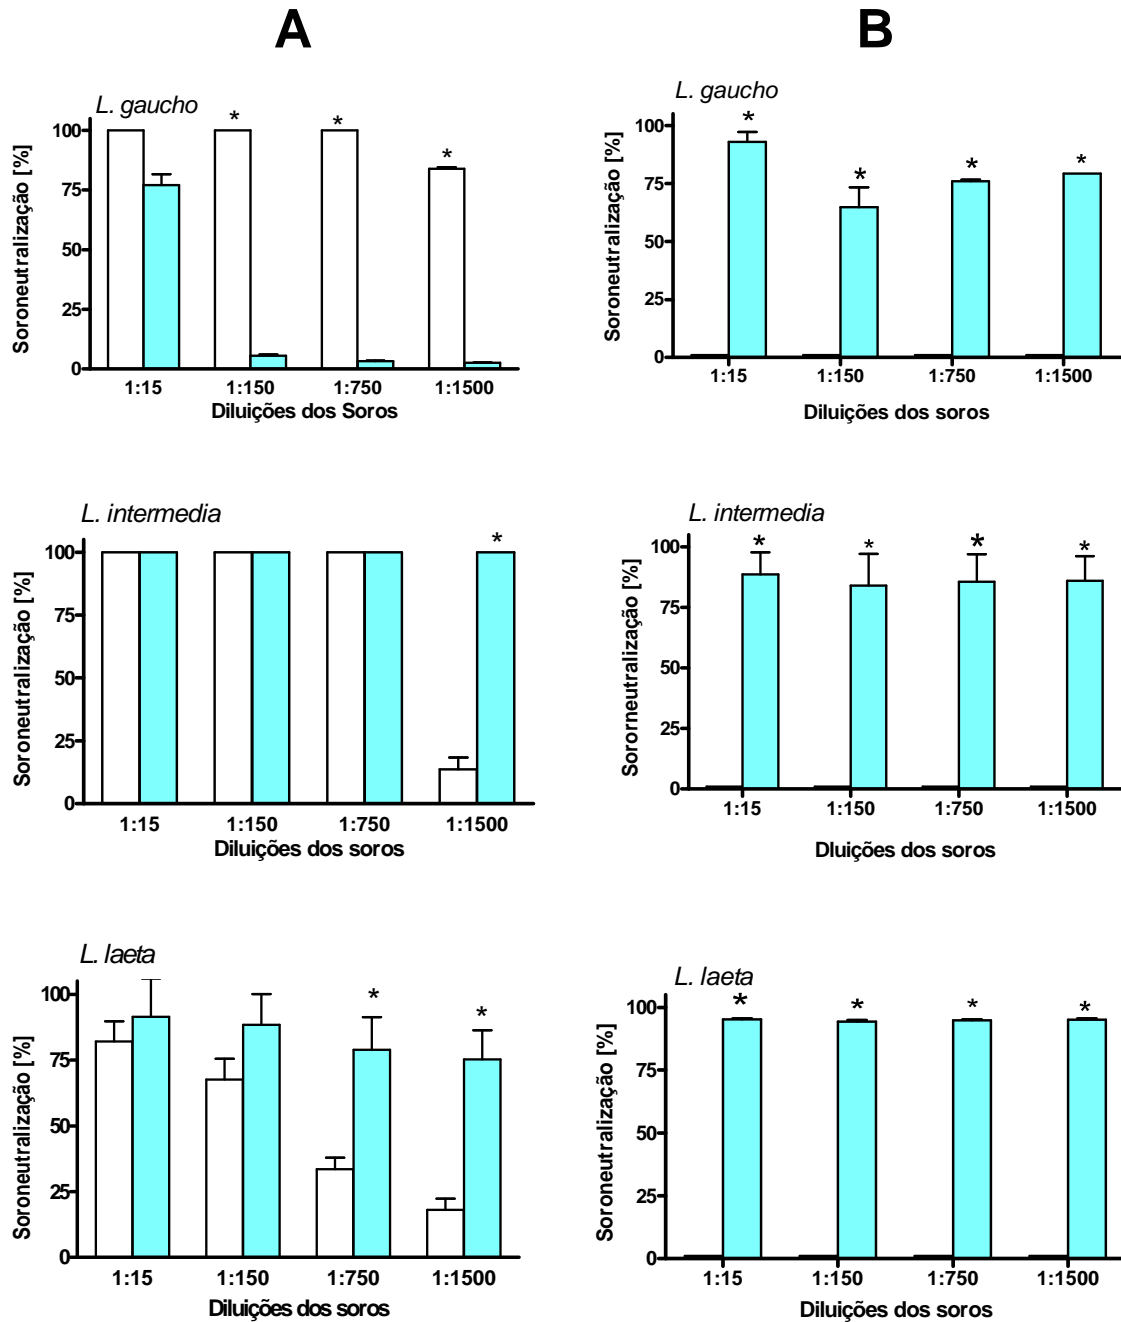 A
B
L. gaucho
Soroneutralização [%]
100
75
50
25
0
* * *
1:15 1:150 1:750 1:1500
Diluições dos Soros
L. gaucho
Soroneutralização [%]
100
75
50
25
0
* * * *
1:15 1:150 1:750 1:1500
Diluições dos soros
L. intermedia
Soroneutralização [%]
100
75
50
25
0
*
1:15 1:150 1:750 1:1500
Diluições dos soros
L. intermedia
Sororneutralização [%]
100
75
50
25
0
* * * *
1:15 1:150 1:750 1:1500
Dluições dos soros
L. laeta
Soroneutralização [%]
100
75
50
25
0
* *
1:15 1:150 1:750 1:1500
Diluições dos soros
L. laeta
Soroneutralização [%]
100
75
50
25
0
* * * *
1:15 1:150 1:750 1:1500
Diluições dos soros